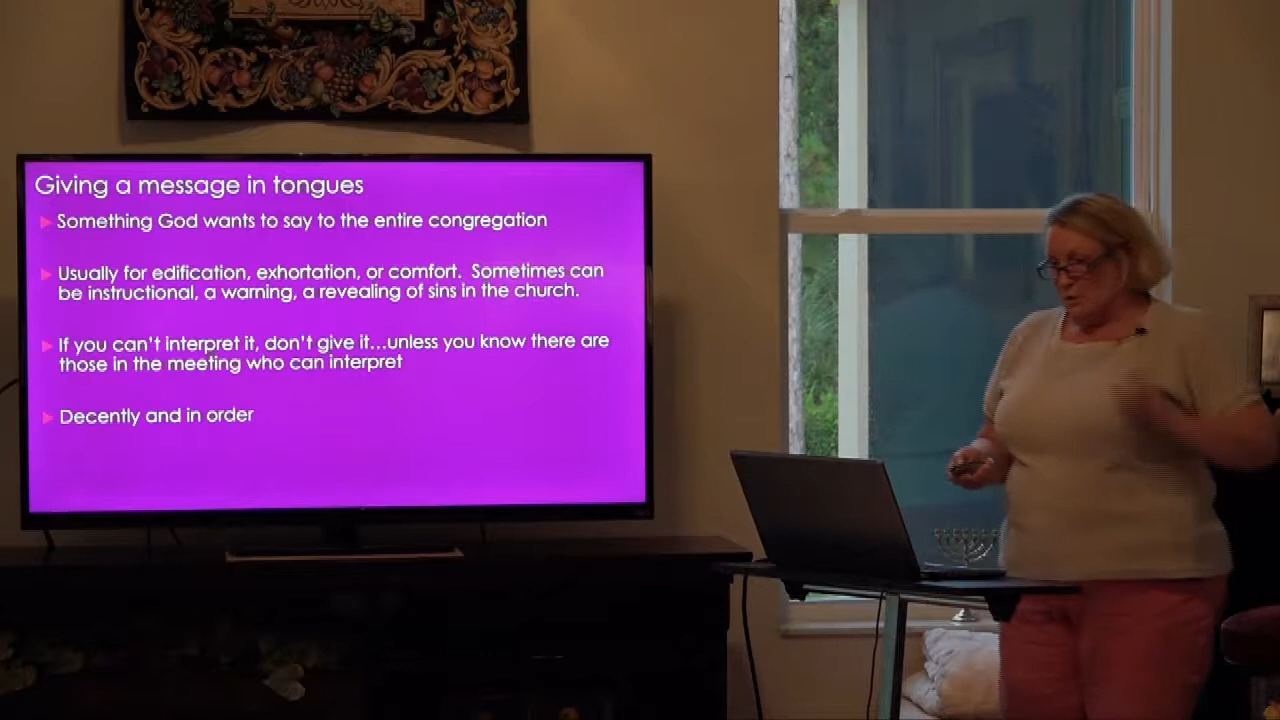 Giving a message in tongues
Something God wants to say to the entire congregation
Usually for edification, exhortation, or comfort. Sometimes can
be instructional, a warning, a revealing of sins in the church.
If you can't interpret it, don't give it...unless you know there are
those in the meeting who can interpret
Decently and in order